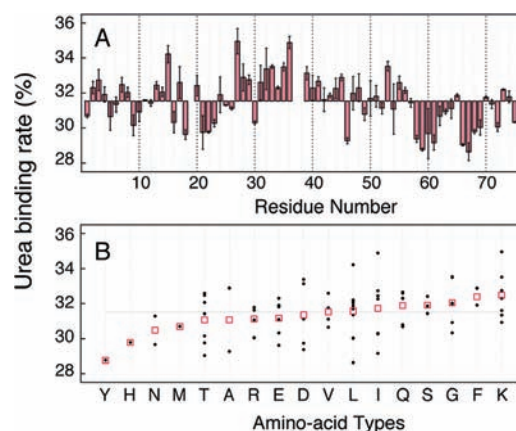 Urea binding rate (%)
A
36
34
32
30
28
10 20 30 40 50 60 70
Residue Number
B
36
34
32
30
28
Y H N M T A R E D V L I Q S G F K
Amino-acid Types